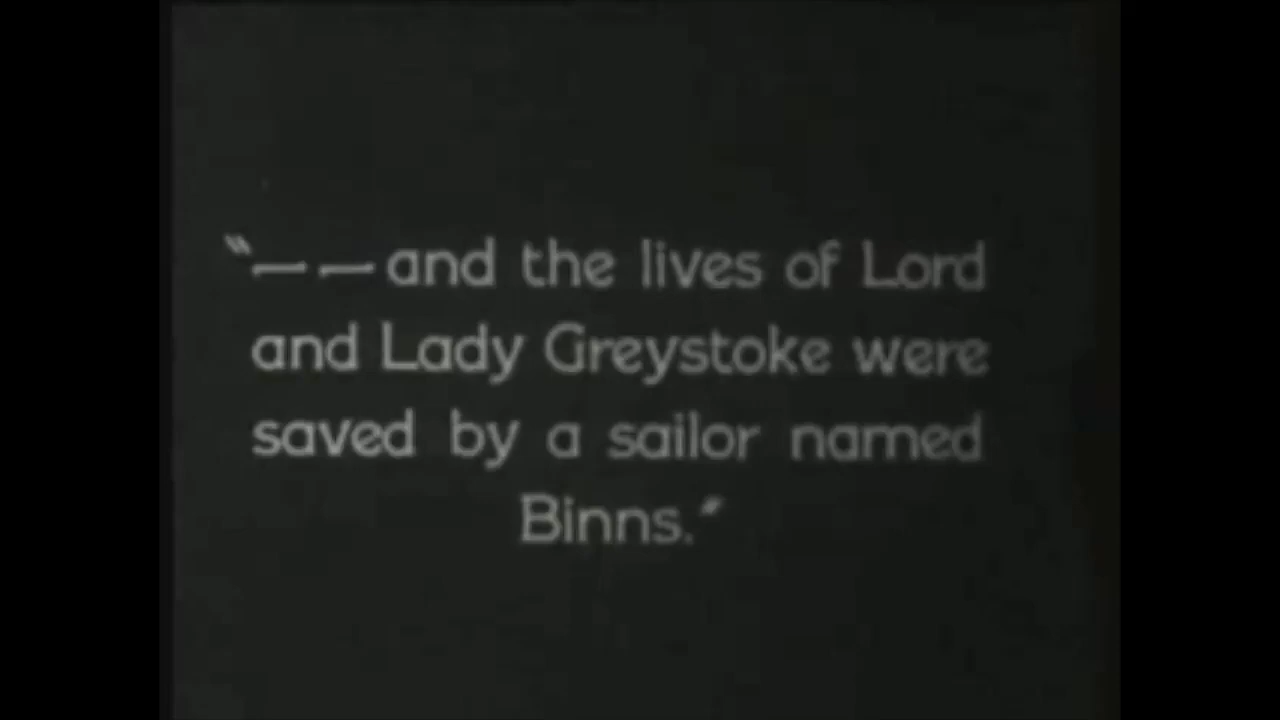 "— — and the lives of Lord
and Lady Greystoke were
saved by a sailor named
Binns."